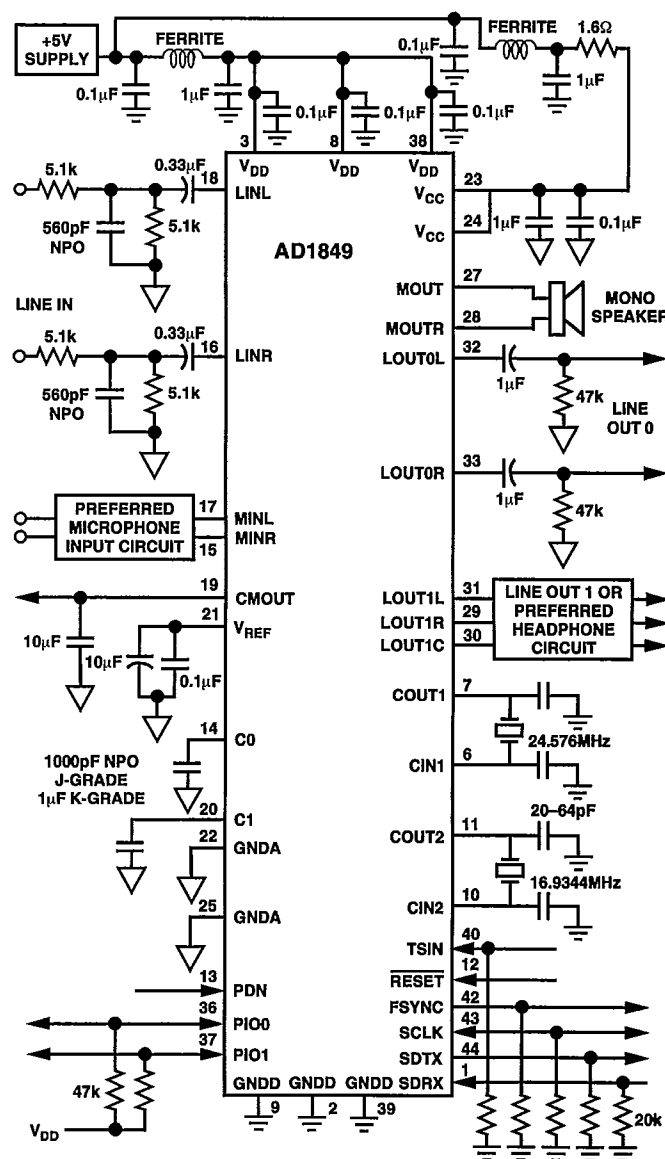 +5V
SUPPLY
FERRITE
0.1μF
FERRITE
1.6Ω
0.1μF
1μF
0.1μF
0.1μF
0.1μF
1μF
3
8
38
VDD
VDD
VDD
5.1k
0.33μF
18
LINL
560pF
NPO
5.1k
LINE IN
5.1k
0.33μF
16
LINR
560pF
NPO
5.1k
PREFERRED
MICROPHONE
INPUT CIRCUIT
17
MINL
15
MINR
19
CMOUT
10μF
21
VREF
10μF
0.1μF
14
C0
1000pF NPO
J-GRADE
1μF K-GRADE
20
C1
22
GNDA
25
GNDA
13
PDN
36
PIO0
37
PIO1
47k
VDD
AD1849
GNDD
GNDD
GNDD
9
2
39
23
VCC
24
VCC
1μF
0.1μF
27
MOUT
28
MOUTR
MONO
SPEAKER
32
LOUT0L
1μF
47k
LINE
OUT 0
33
LOUT0R
1μF
47k
31
LOUT1L
29
LOUT1R
30
LOUT1C
LINE OUT 1 OR
PREFERRED
HEADPHONE
CIRCUIT
7
COUT1
24.576MHz
6
CIN1
20–64pF
11
COUT2
16.9344MHz
10
CIN2
40
TSIN
12
RESET
42
FSYNC
43
SCLK
44
SDTX
1
SDRX
20k